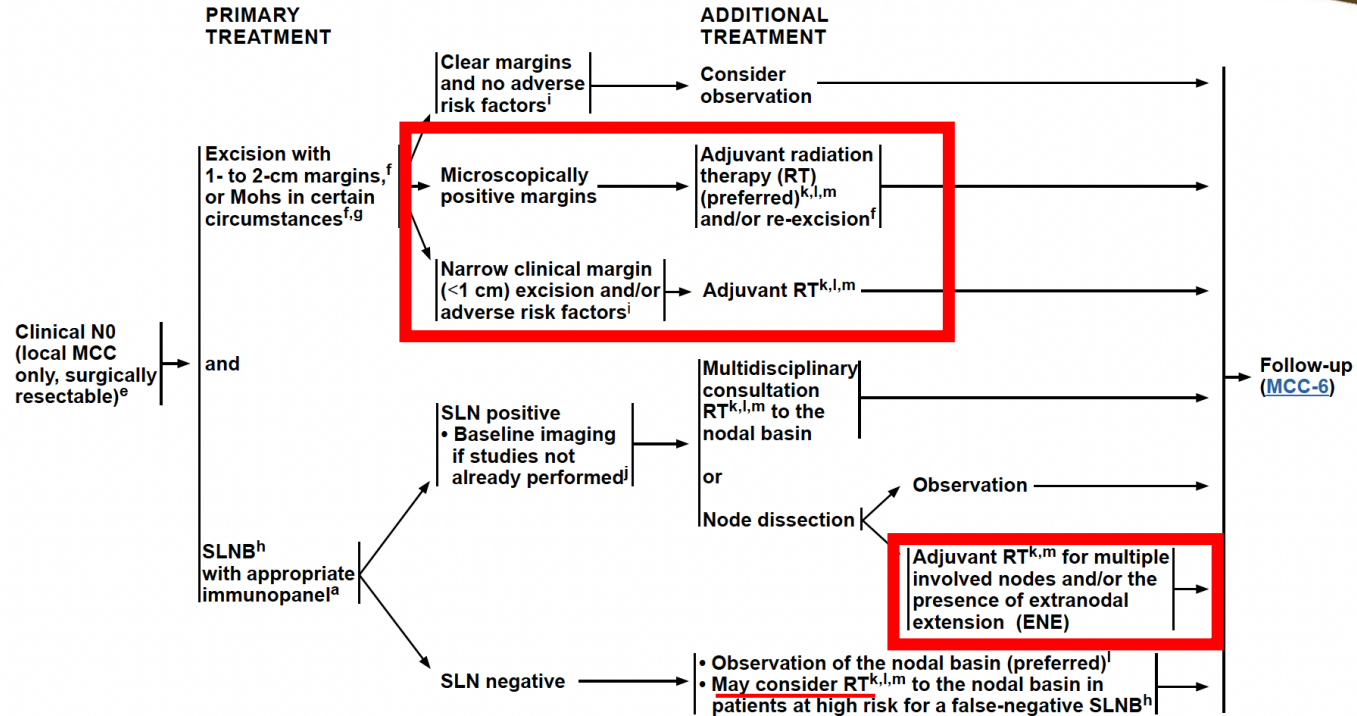 PRIMARY
TREATMENT
ADDITIONAL
TREATMENT
Clear margins
and no adverse
risk factorsⁱ
Consider
observation
Excision with
1- to 2-cm margins,ᶠ
or Mohs in certain
circumstancesᶠ,ᵍ
Microscopically
positive margins
Adjuvant radiation
therapy (RT)
(preferred)ᵏ,ˡ,ᵐ
and/or re-excisionᶠ
Narrow clinical margin
(<1 cm) excision and/or
adverse risk factorsⁱ
Adjuvant RTᵏ,ˡ,ᵐ
Clinical N0
(local MCC
only, surgically
resectable)ᵉ
and
SLN positive
• Baseline imaging
if studies not
already performedʲ
Multidisciplinary
consultation
RTᵏ,ˡ,ᵐ to the
nodal basin
or
Node dissection
Observation
Adjuvant RTᵏ,ᵐ for multiple
involved nodes and/or the
presence of extranodal
extension (ENE)
SLNBʰ
with appropriate
immunopanelᵃ
SLN negative
• Observation of the nodal basin (preferred)ˡ
• May consider RTᵏ,ˡ,ᵐ to the nodal basin in
patients at high risk for a false-negative SLNBʰ
Follow-up
(MCC-6)